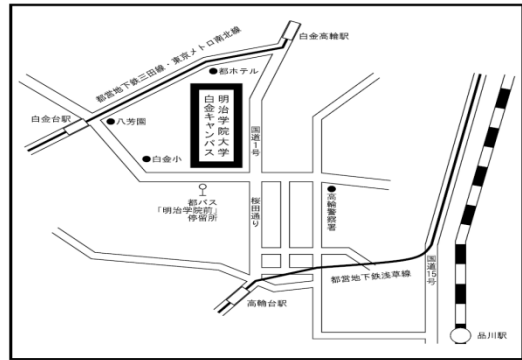 白金高輪駅
都営地下鉄三田線・東京メトロ南北線
都ホテル
白金台駅
八芳園
明治学院大学
白金キャンパス
国道1号
白金小
都バス
「明治学院前」
停留所
桜田通り
高輪警察署
都営地下鉄浅草線
国道15号
高輪台駅
品川駅